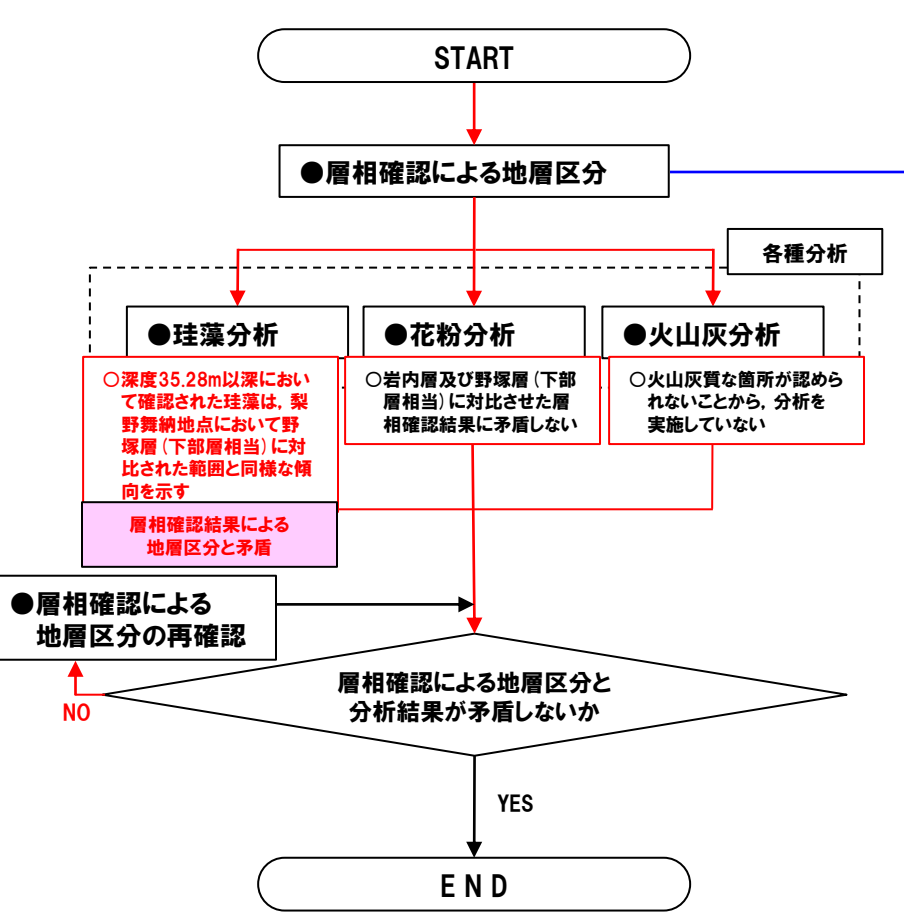 START
●層相確認による地層区分
各種分析
●珪藻分析
○深度35.28m以深におい
て確認された珪藻は，梨
野舞納地点において野
塚層（下部層相当）に対
比された範囲と同様な傾
向を示す
層相確認結果による
地層区分と矛盾
●花粉分析
○岩内層及び野塚層（下部
層相当）に対比させた層
相確認結果に矛盾しない
●火山灰分析
○火山灰質な箇所が認めら
れないことから，分析を
実施していない
●層相確認による
地層区分の再確認
層相確認による地層区分と
分析結果が矛盾しないか
NO
YES
END